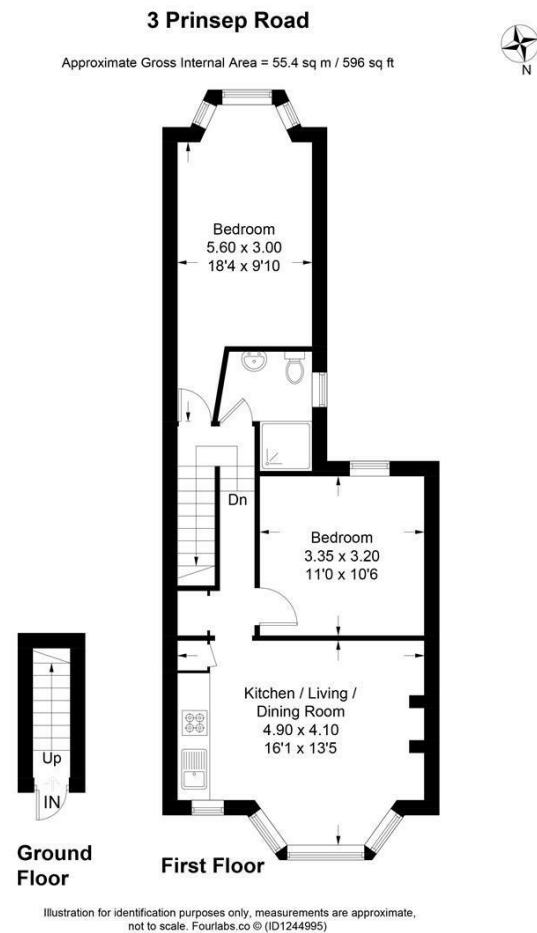 3 Prinsep Road
Approximate Gross Internal Area = 55.4 sq m / 596 sq ft
N
Bedroom
5.60 x 3.00
18'4 x 9'10
Dn
Bedroom
3.35 x 3.20
11'0 x 10'6
Kitchen / Living /
Dining Room
4.90 x 4.10
16'1 x 13'5
Up
IN
Ground
Floor
First Floor
Illustration for identification purposes only, measurements are approximate,
not to scale. Fourlabs.co © (ID1244995)